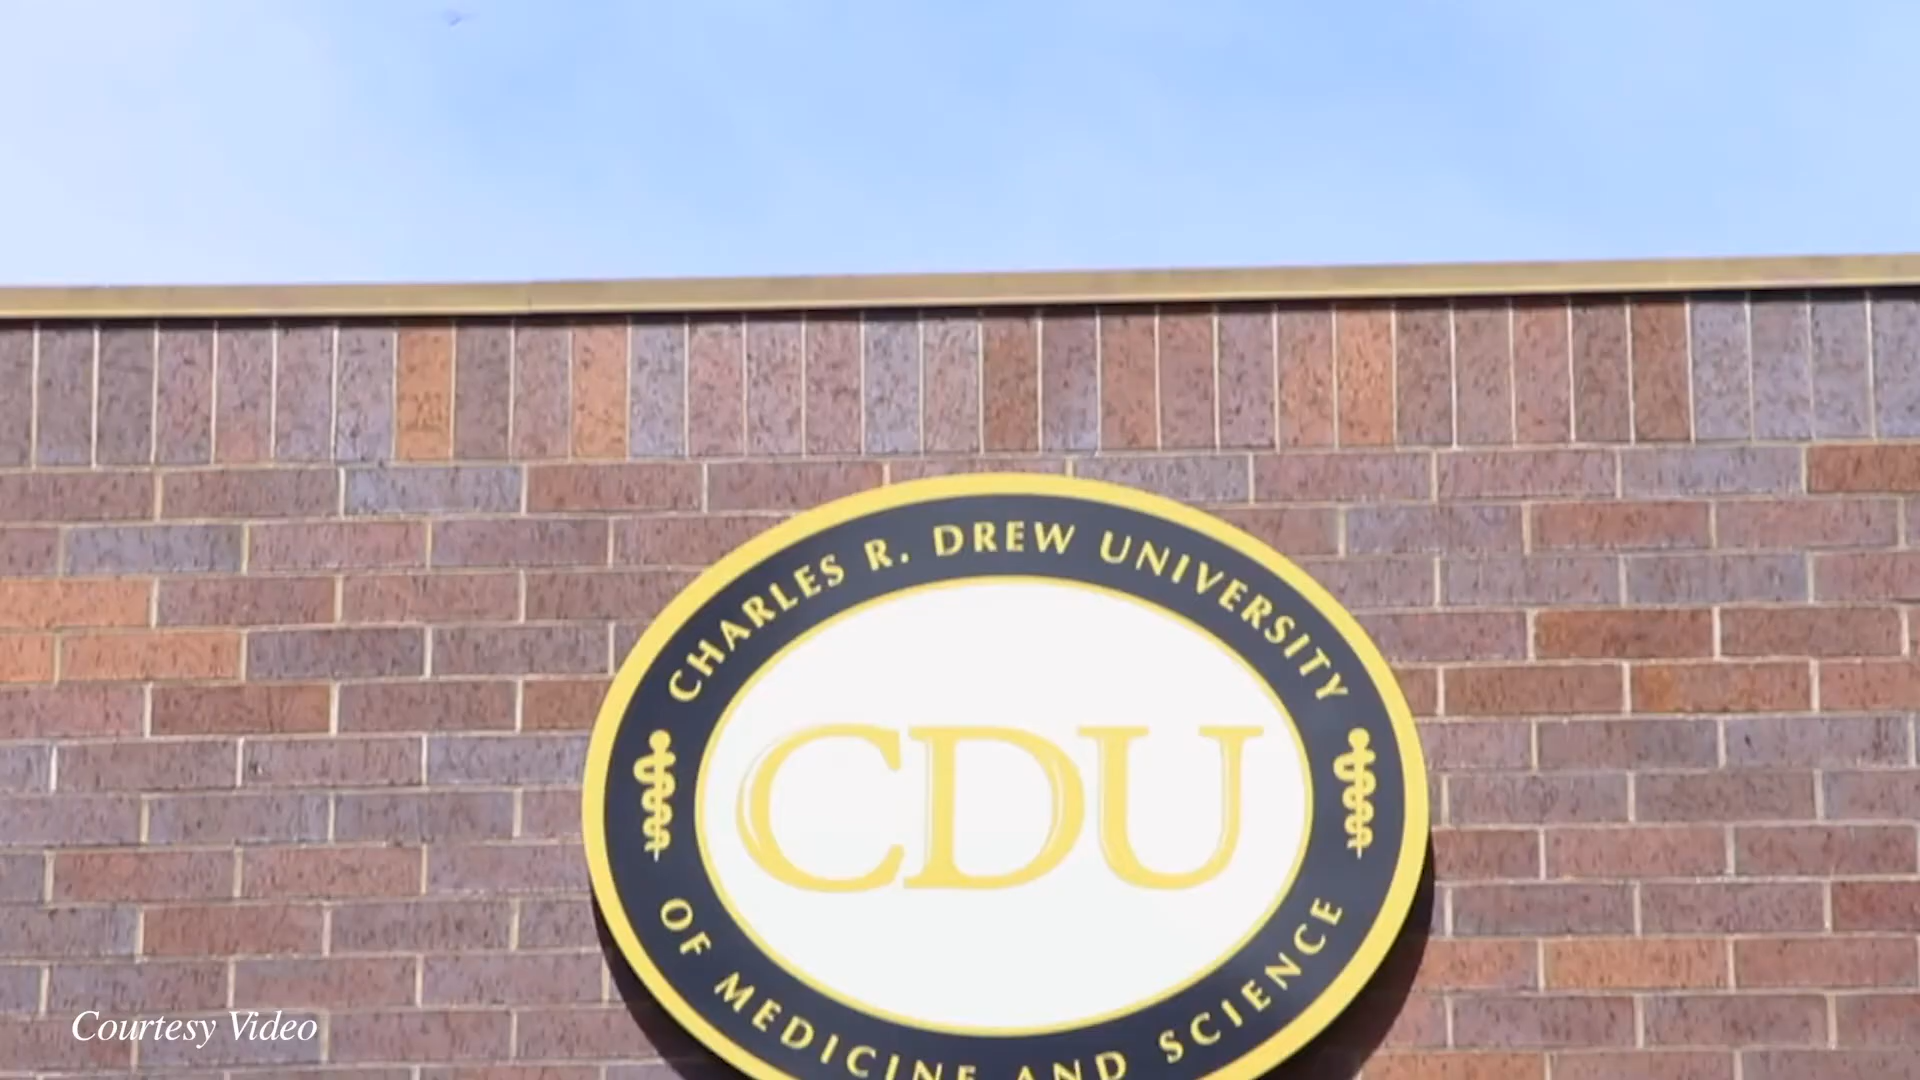 CHARLES R. DREW UNIVERSITY
CDU
OF MEDICINE AND SCIENCE
Courtesy Video